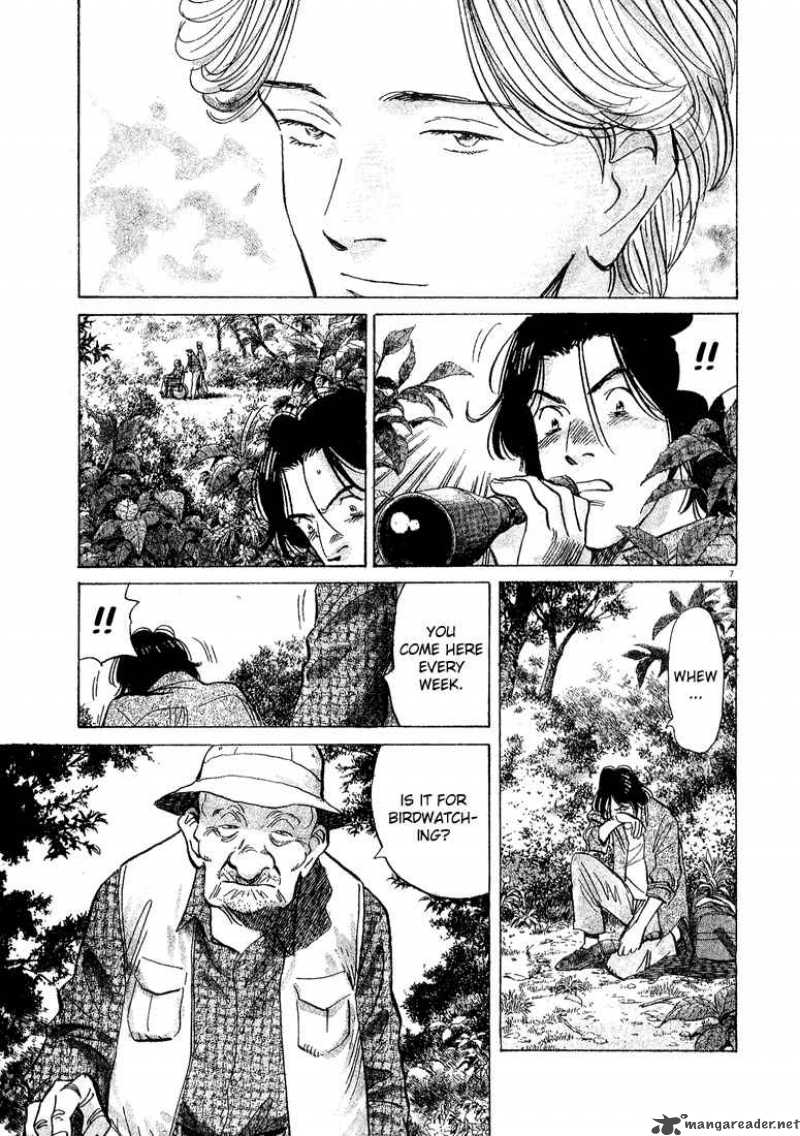 !!
7
WHEW
...
YOU
COME HERE
EVERY
WEEK.
!!
IS IT FOR
BIRDWATCH-
ING?
mangareader.net